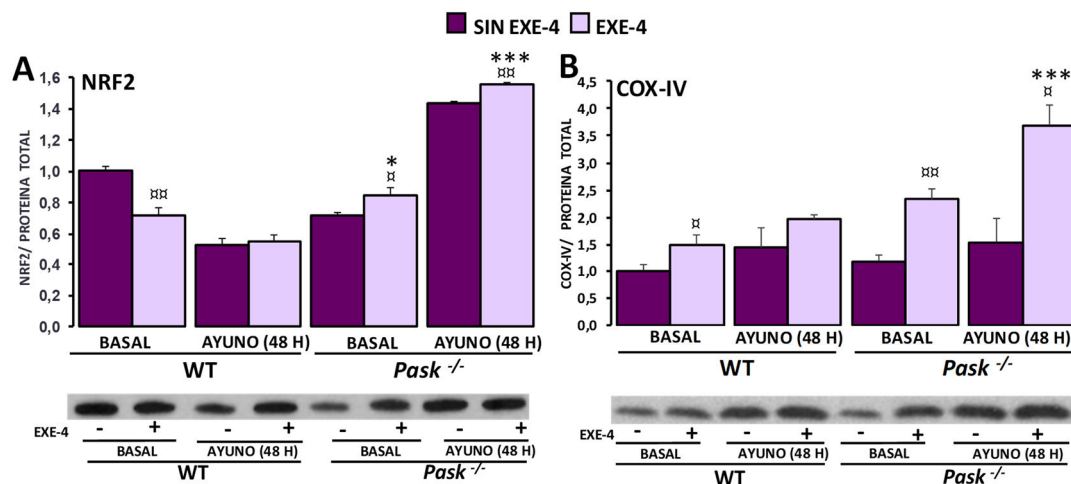 SIN EXE-4 EXE-4
A
NRF2
NRF2/ PROTEINA TOTAL
1,6
1,4
1,2
1,0
0,8
0,6
0,4
0,2
0,0
¤¤
*
¤
***
¤¤
BASAL AYUNO (48 H) BASAL AYUNO (48 H)
WT Pask -/-
EXE-4 - + - + - + - +
BASAL AYUNO (48 H) BASAL AYUNO (48 H)
WT Pask -/-
B
COX-IV
COX-IV/ PROTEINA TOTAL
4,5
4,0
3,5
3,0
2,5
2,0
1,5
1,0
0,5
0,0
¤
¤¤
***
¤
BASAL AYUNO (48 H) BASAL AYUNO (48 H)
WT Pask -/-
EXE-4 - + - + - + - +
BASAL AYUNO (48 H) BASAL AYUNO (48 H)
WT Pask -/-